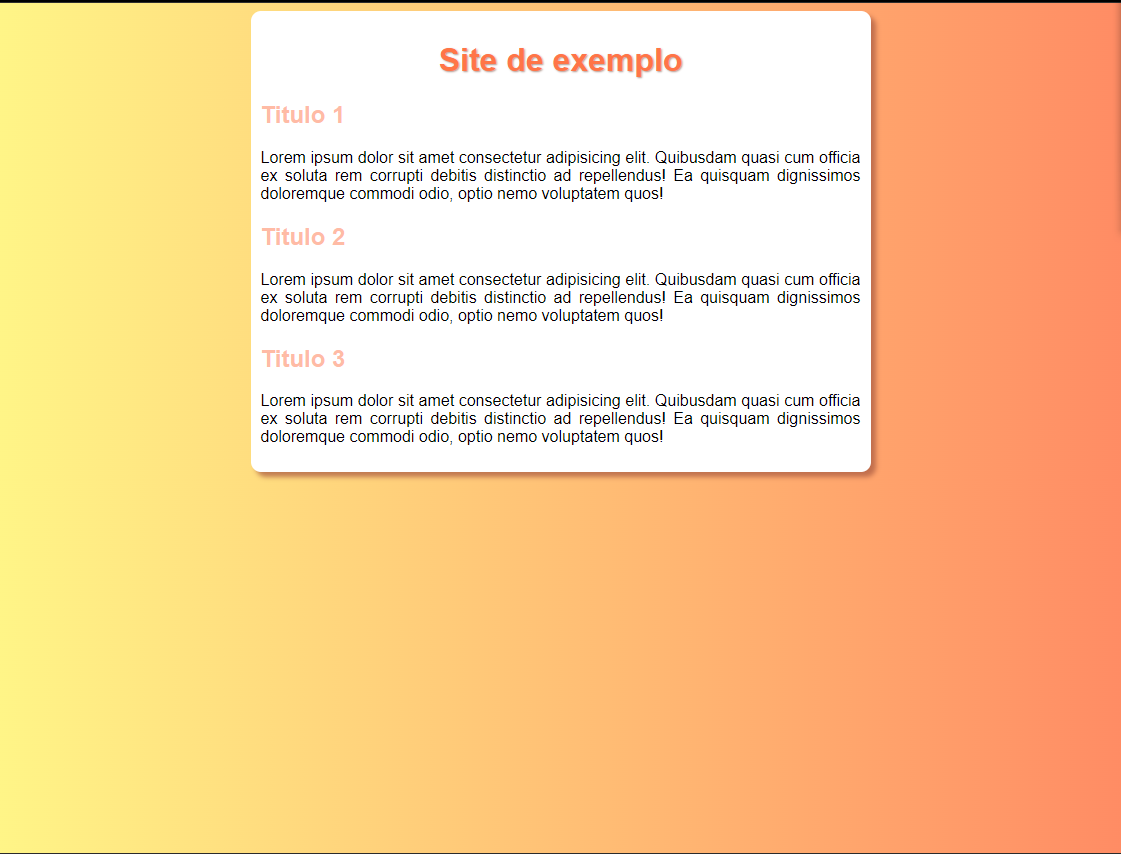 Site de exemplo
Titulo 1
Lorem ipsum dolor sit amet consectetur adipisicing elit. Quibusdam quasi cum officia
ex soluta rem corrupti debitis distinctio ad repellendus! Ea quisquam dignissimos
doloremque commodi odio, optio nemo voluptatem quos!
Titulo 2
Lorem ipsum dolor sit amet consectetur adipisicing elit. Quibusdam quasi cum officia
ex soluta rem corrupti debitis distinctio ad repellendus! Ea quisquam dignissimos
doloremque commodi odio, optio nemo voluptatem quos!
Titulo 3
Lorem ipsum dolor sit amet consectetur adipisicing elit. Quibusdam quasi cum officia
ex soluta rem corrupti debitis distinctio ad repellendus! Ea quisquam dignissimos
doloremque commodi odio, optio nemo voluptatem quos!